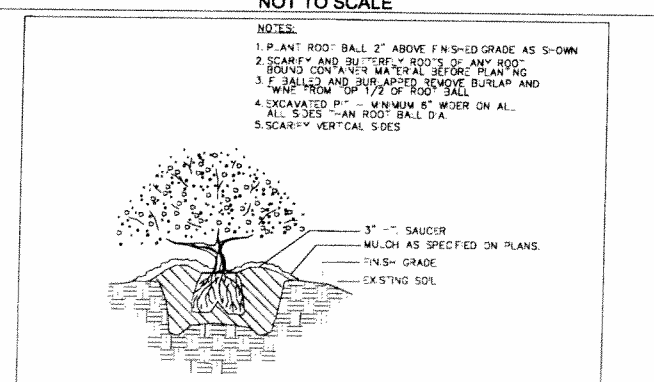 NOT TO SCALE
NOTES:
1. PLANT ROOT BALL 2" ABOVE FINISHED GRADE AS SHOWN
2. SCARIFY AND BUTTERFLY ROOTS OF ANY ROOT
BOUND CONTAINER MATERIAL BEFORE PLANTING
3. IF BALLED AND BURLAPPED REMOVE BURLAP AND
TWINE FROM TOP 1/2 OF ROOT BALL
4. EXCAVATED PIT - MINIMUM 6" WIDER ON ALL
ALL SIDES THAN ROOT BALL DIA.
5. SCARIFY VERTICAL SIDES
3" HT. SAUCER
MULCH AS SPECIFIED ON PLANS.
FINISH GRADE
EXISTING SOIL